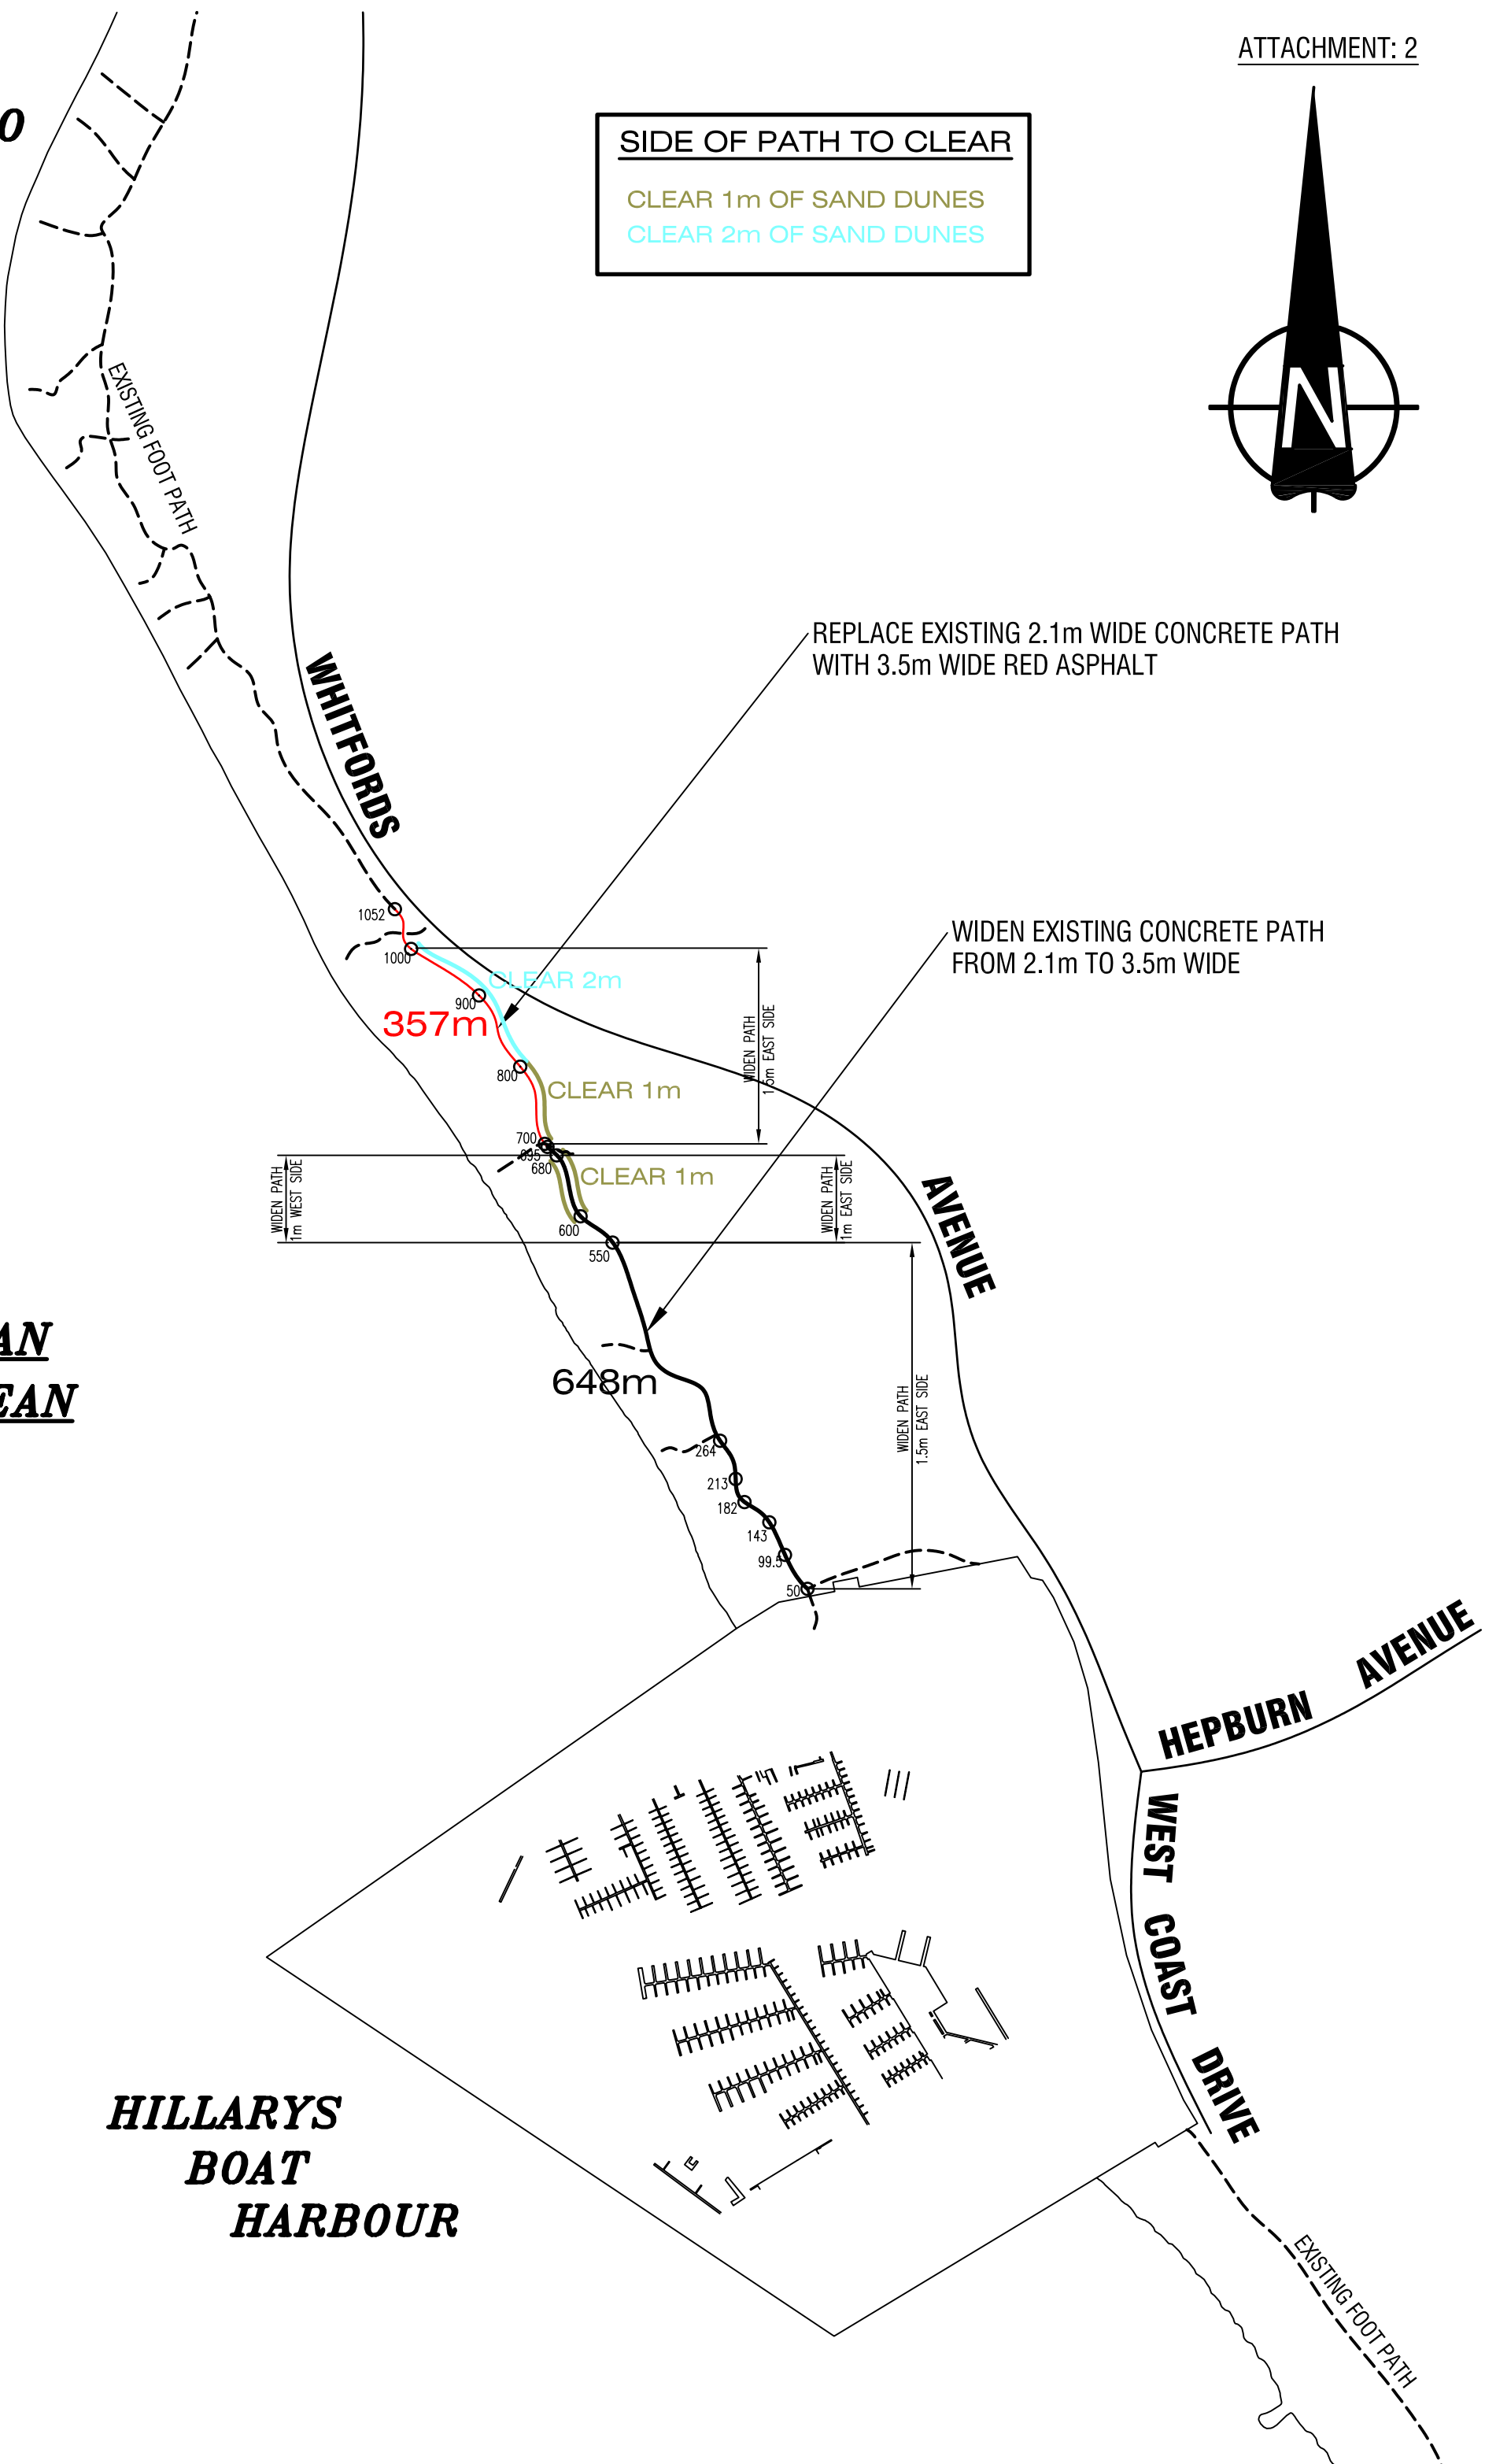 ATTACHMENT: 2
O
SIDE OF PATH TO CLEAR
CLEAR 1m OF SAND DUNES
CLEAR 2m OF SAND DUNES
N
EXISTING FOOT PATH
REPLACE EXISTING 2.1m WIDE CONCRETE PATH
WITH 3.5m WIDE RED ASPHALT
WHITFORDS
1052
1000
WIDEN EXISTING CONCRETE PATH
FROM 2.1m TO 3.5m WIDE
CLEAR 2m
900
357m
WIDEN PATH
1.5m EAST SIDE
800
CLEAR 1m
700
680
CLEAR 1m
WIDEN PATH
1m WEST SIDE
WIDEN PATH
1m EAST SIDE
AVENUE
600
550
AN
EAN
648m
WIDEN PATH
1.5m EAST SIDE
264
213
182
143
99.5
50
HEPBURN AVENUE
WEST COAST DRIVE
HILLARYS
BOAT
HARBOUR
EXISTING FOOT PATH